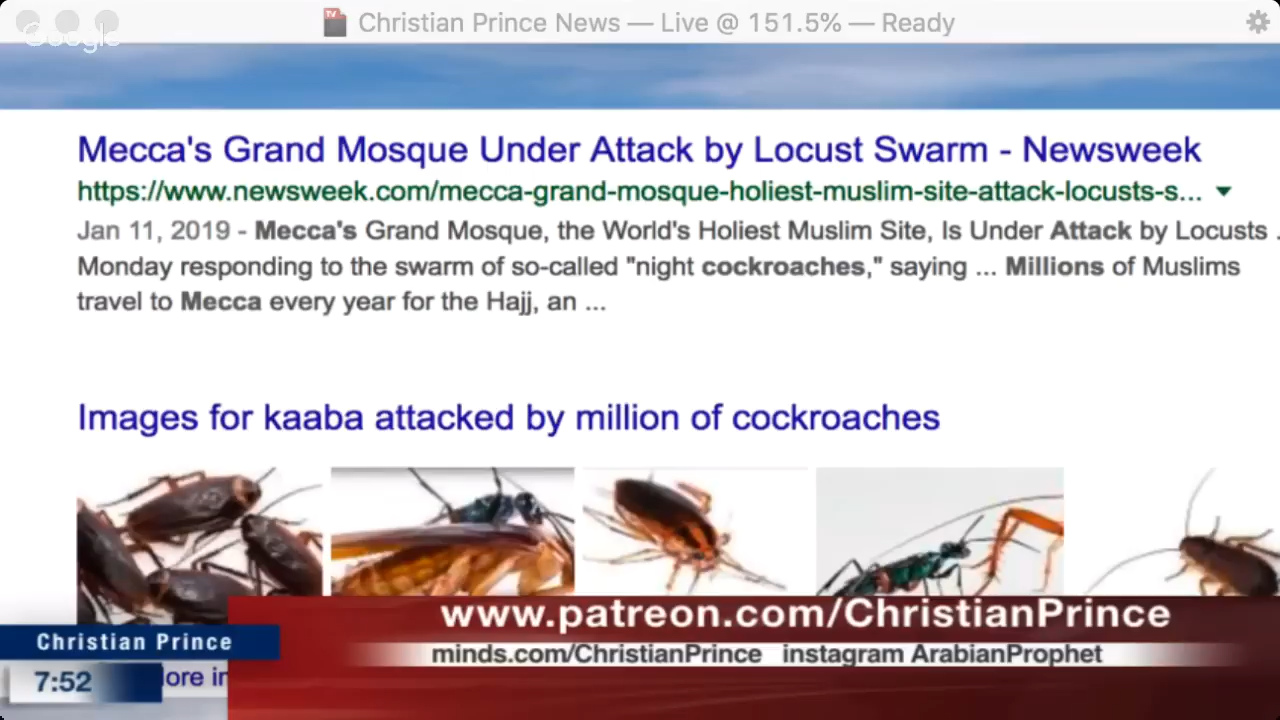 Christian Prince News — Live @ 151.5% — Ready
Google
Mecca's Grand Mosque Under Attack by Locust Swarm - Newsweek
https://www.newsweek.com/mecca-grand-mosque-holiest-muslim-site-attack-locusts-s...
Jan 11, 2019 - Mecca's Grand Mosque, the World's Holiest Muslim Site, Is Under Attack by Locusts .
Monday responding to the swarm of so-called "night cockroaches," saying ... Millions of Muslims
travel to Mecca every year for the Hajj, an ...
Images for kaaba attacked by million of cockroaches
www.patreon.com/ChristianPrince
Christian Prince
minds.com/ChristianPrince instagram ArabianProphet
7:52